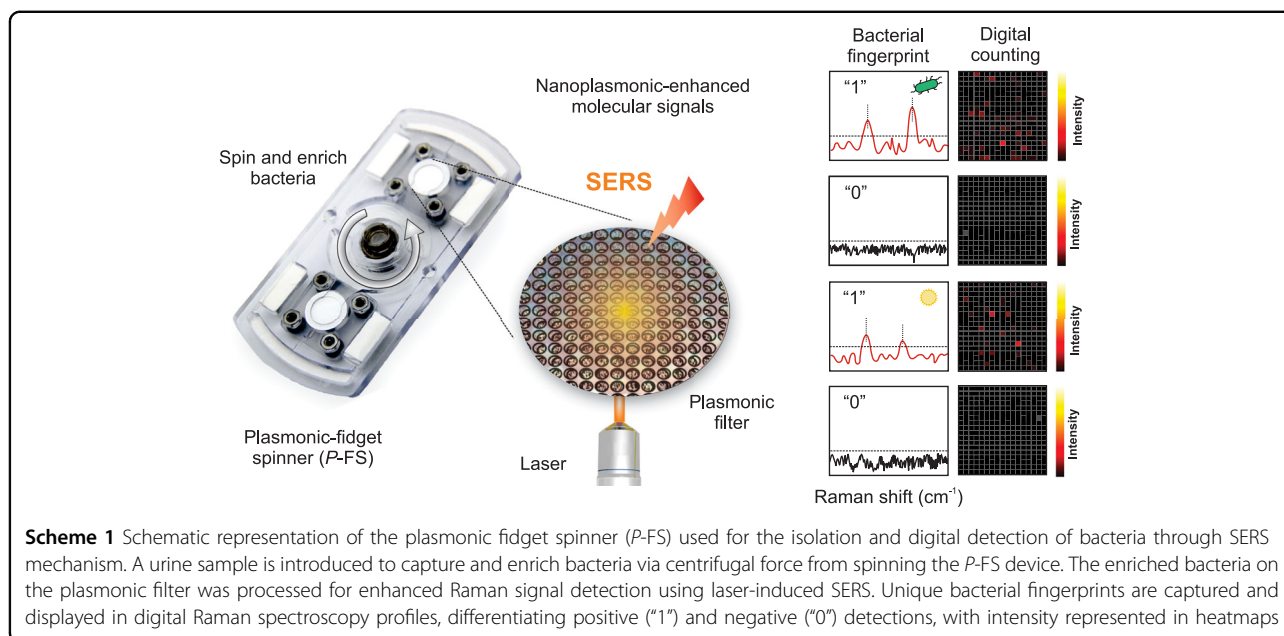 Bacterial
fingerprint
Digital
counting
Nanoplasmonic-enhanced
molecular signals
Spin and enrich
bacteria
SERS
Plasmonic-fidget
spinner (P-FS)
Laser
Plasmonic
filter
"1"
Intensity
"0"
Intensity
"1"
Intensity
"0"
Intensity
Raman shift (cm⁻¹)
Scheme 1 Schematic representation of the plasmonic fidget spinner (P-FS) used for the isolation and digital detection of bacteria through SERS
mechanism. A urine sample is introduced to capture and enrich bacteria via centrifugal force from spinning the P-FS device. The enriched bacteria on
the plasmonic filter was processed for enhanced Raman signal detection using laser-induced SERS. Unique bacterial fingerprints are captured and
displayed in digital Raman spectroscopy profiles, differentiating positive ("1") and negative ("0") detections, with intensity represented in heatmaps